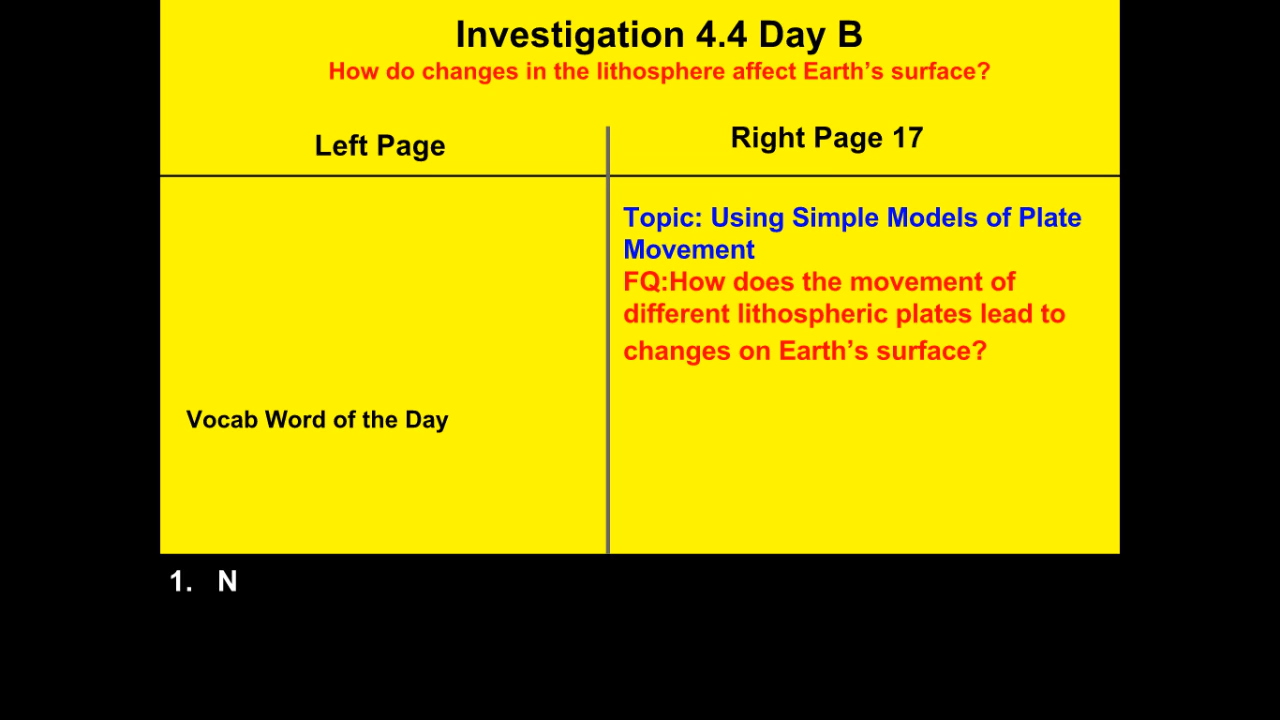 Investigation 4.4 Day B
How do changes in the lithosphere affect Earth’s surface?
Left Page
Right Page 17
Topic: Using Simple Models of Plate
Movement
FQ:How does the movement of
different lithospheric plates lead to
changes on Earth’s surface?
Vocab Word of the Day
1. N